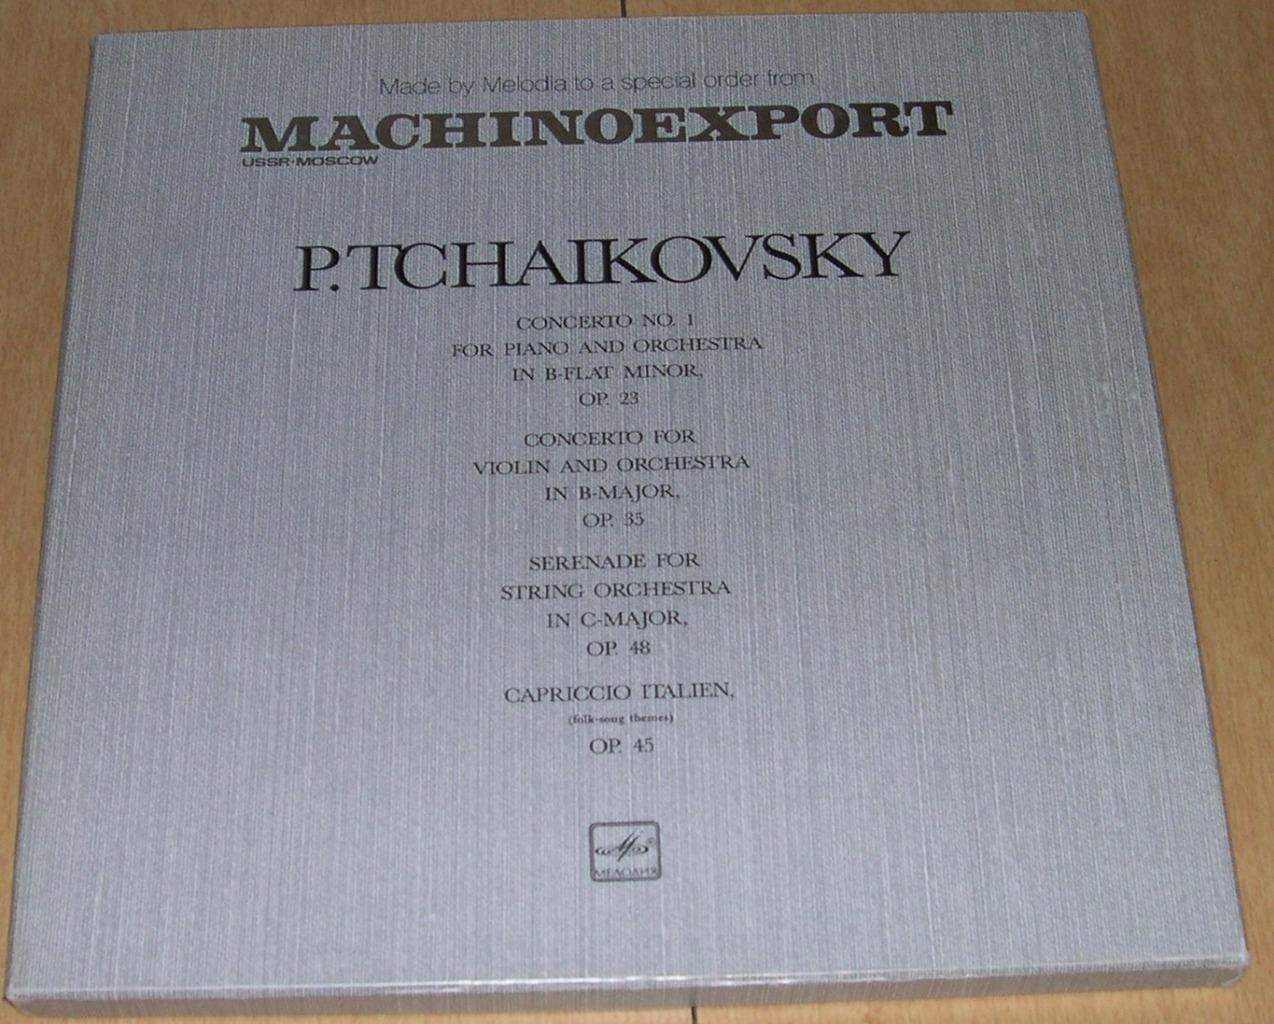 Made by Melodia to a special order from
MACHINOEXPORT
USSR·MOSCOW
P.TCHAIKOVSKY
CONCERTO NO. 1
FOR PIANO AND ORCHESTRA
IN B-FLAT MINOR,
OP. 23
CONCERTO FOR
VIOLIN AND ORCHESTRA
IN B-MAJOR,
OP. 35
SERENADE FOR
STRING ORCHESTRA
IN C-MAJOR,
OP. 48
CAPRICCIO ITALIEN,
(folk-song themes)
OP. 45
МЕЛОДИЯ